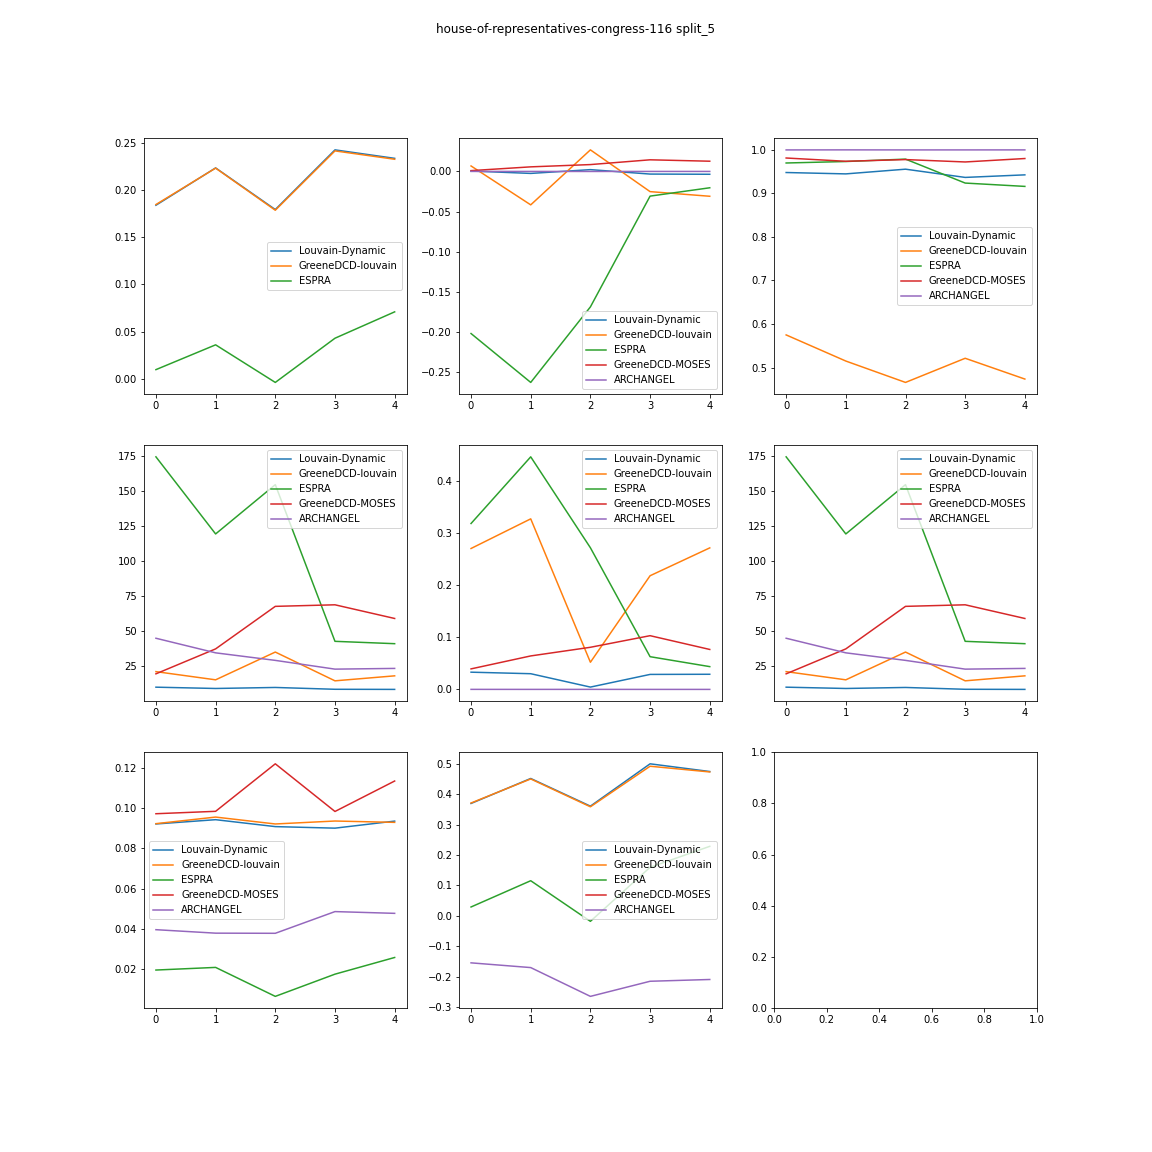 house-of-representatives-congress-116 split_5
0.25
0.20
0.15
0.10
0.05
0.00
0 1 2 3 4
Louvain-Dynamic
GreeneDCD-louvain
ESPRA
0.00
−0.05
−0.10
−0.15
−0.20
−0.25
0 1 2 3 4
Louvain-Dynamic
GreeneDCD-louvain
ESPRA
GreeneDCD-MOSES
ARCHANGEL
1.0
0.9
0.8
0.7
0.6
0.5
0 1 2 3 4
Louvain-Dynamic
GreeneDCD-louvain
ESPRA
GreeneDCD-MOSES
ARCHANGEL
175
150
125
100
75
50
25
0 1 2 3 4
Louvain-Dynamic
GreeneDCD-louvain
ESPRA
GreeneDCD-MOSES
ARCHANGEL
0.4
0.3
0.2
0.1
0.0
0 1 2 3 4
Louvain-Dynamic
GreeneDCD-louvain
ESPRA
GreeneDCD-MOSES
ARCHANGEL
175
150
125
100
75
50
25
0 1 2 3 4
Louvain-Dynamic
GreeneDCD-louvain
ESPRA
GreeneDCD-MOSES
ARCHANGEL
0.12
0.10
0.08
0.06
0.04
0.02
0 1 2 3 4
Louvain-Dynamic
GreeneDCD-louvain
ESPRA
GreeneDCD-MOSES
ARCHANGEL
0.5
0.4
0.3
0.2
0.1
0.0
−0.1
−0.2
−0.3
0 1 2 3 4
Louvain-Dynamic
GreeneDCD-louvain
ESPRA
GreeneDCD-MOSES
ARCHANGEL
1.0
0.8
0.6
0.4
0.2
0.0
0.0 0.2 0.4 0.6 0.8 1.0